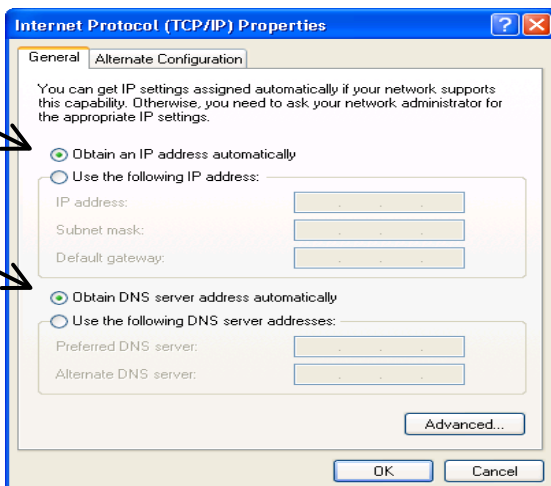 Internet Protocol (TCP/IP) Properties
General
Alternate Configuration
You can get IP settings assigned automatically if your network supports
this capability. Otherwise, you need to ask your network administrator for
the appropriate IP settings.
Obtain an IP address automatically
Use the following IP address:
IP address:
Subnet mask:
Default gateway:
Obtain DNS server address automatically
Use the following DNS server addresses:
Preferred DNS server:
Alternate DNS server:
Advanced...
OK
Cancel